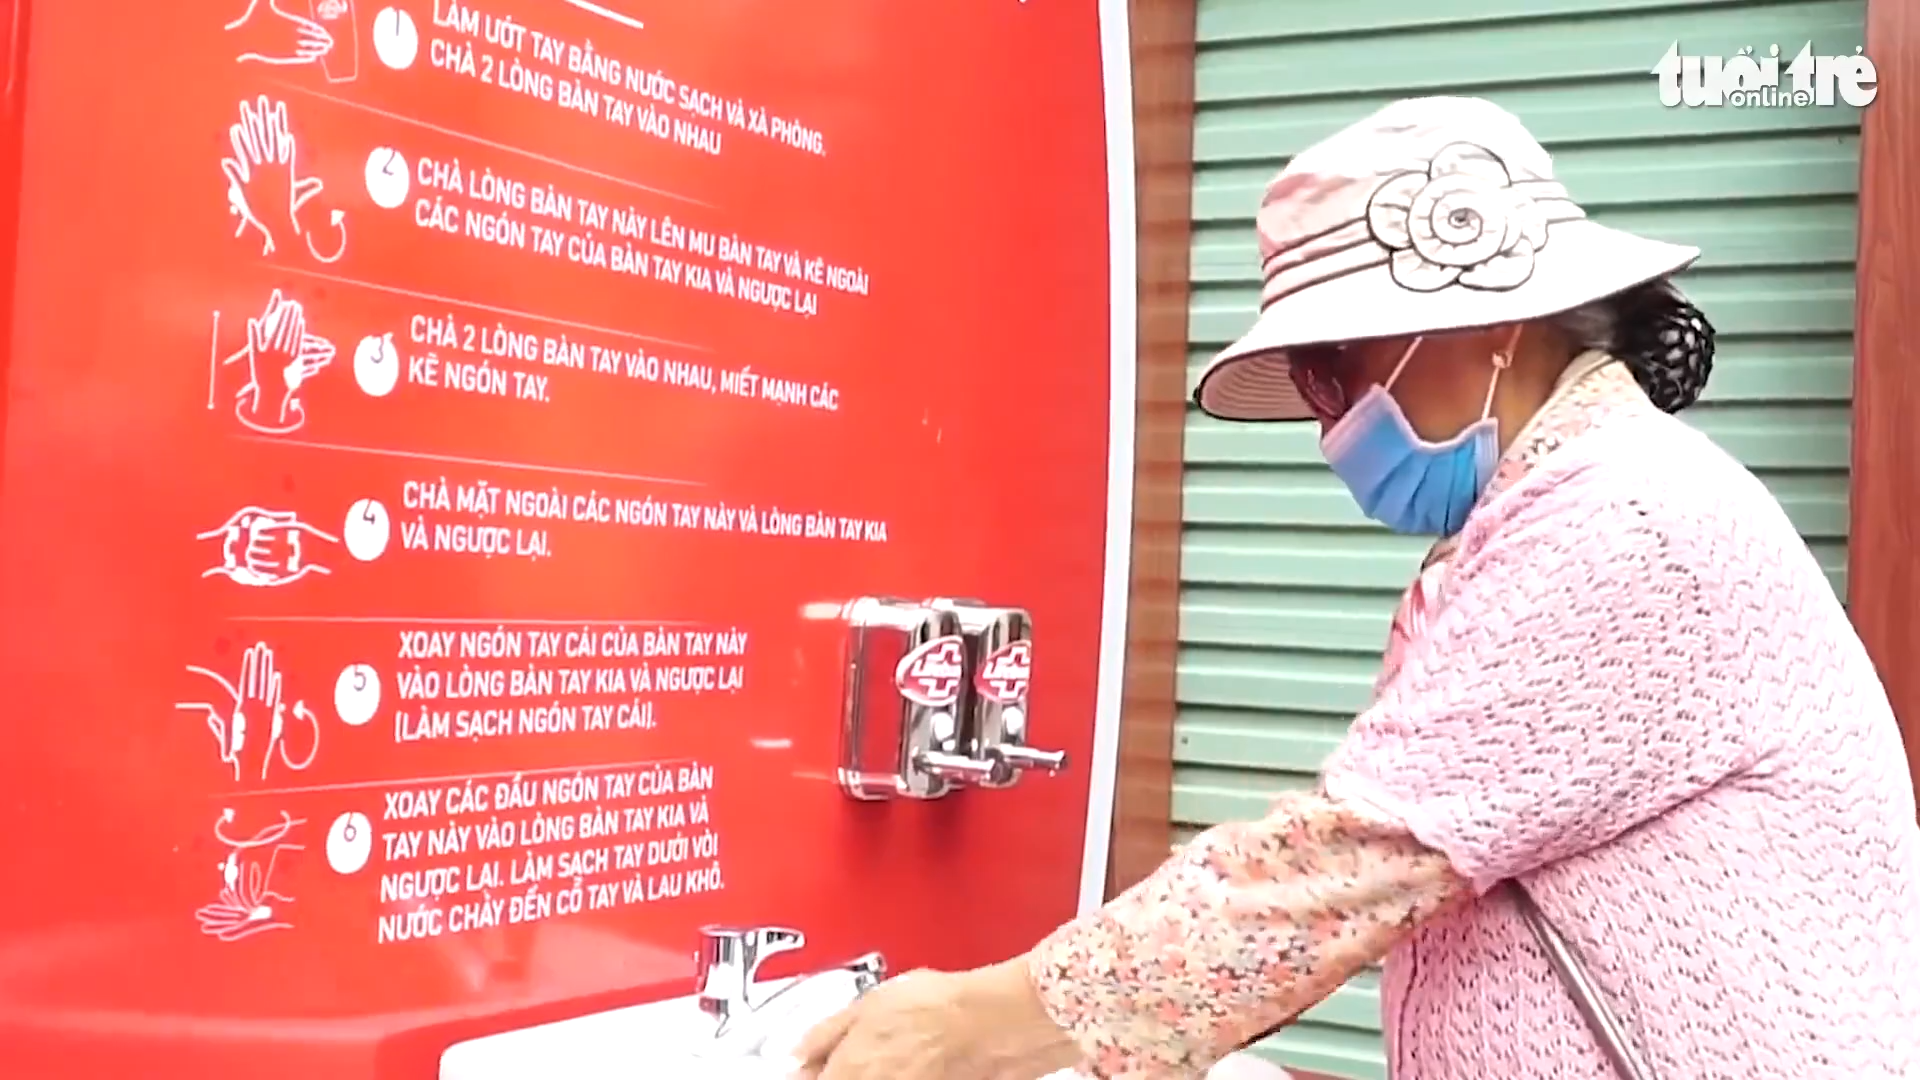 tuổi trẻ
online
1
LÀM ƯỚT TAY BẰNG NƯỚC SẠCH VÀ XÀ PHÒNG.
CHÀ 2 LÒNG BÀN TAY VÀO NHAU
2
CHÀ LÒNG BÀN TAY NÀY LÊN MU BÀN TAY VÀ KẼ NGOÀI
CÁC NGÓN TAY CỦA BÀN TAY KIA VÀ NGƯỢC LẠI
3
CHÀ 2 LÒNG BÀN TAY VÀO NHAU, MIẾT MẠNH CÁC
KẼ NGÓN TAY.
4
CHÀ MẶT NGOÀI CÁC NGÓN TAY NÀY VÀ LÒNG BÀN TAY KIA
VÀ NGƯỢC LẠI.
5
XOAY NGÓN TAY CÁI CỦA BÀN TAY NÀY
VÀO LÒNG BÀN TAY KIA VÀ NGƯỢC LẠI
(LÀM SẠCH NGÓN TAY CÁI).
6
XOAY CÁC ĐẦU NGÓN TAY CỦA BÀN
TAY NÀY VÀO LÒNG BÀN TAY KIA VÀ
NGƯỢC LẠI. LÀM SẠCH TAY DƯỚI VÒI
NƯỚC CHẢY ĐẾN CỔ TAY VÀ LAU KHÔ.